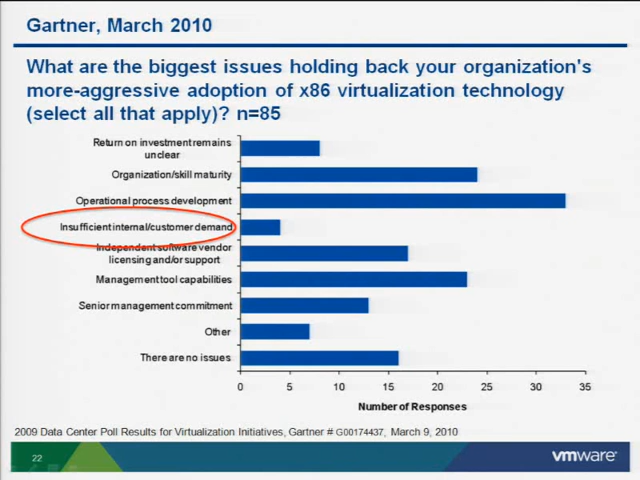 Gartner, March 2010
What are the biggest issues holding back your organization's
more-aggressive adoption of x86 virtualization technology
(select all that apply)? n=85
Return on investment remains
unclear
Organization/skill maturity
Operational process development
Insufficient internal/customer demand
Independent software vendor
licensing and/or support
Management tool capabilities
Senior management commitment
Other
There are no issues
0 5 10 15 20 25 30 35
Number of Responses
2009 Data Center Poll Results for Virtualization Initiatives, Gartner # G00174437, March 9, 2010
22
vmware